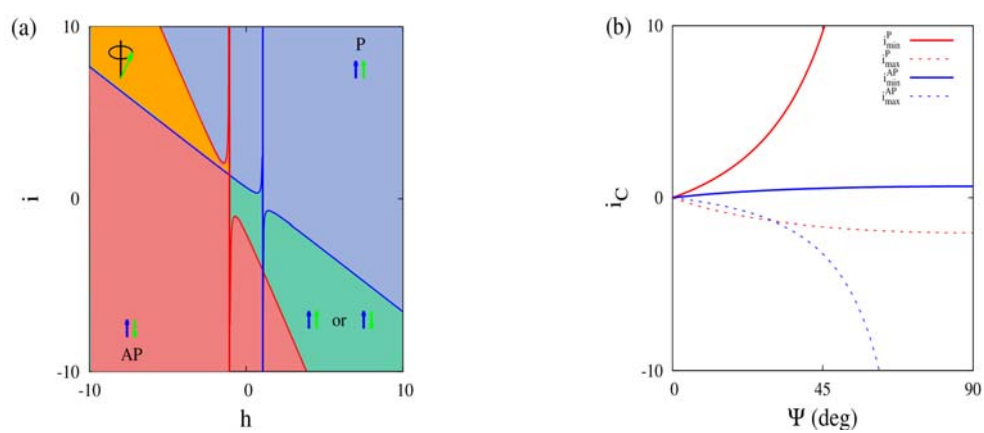 (a)
10
i
0
-10
-10
0
10
h
P
AP
or
(b)
10
i_C
0
-10
0
45
90
Ψ (deg)
i^P_min
i^P_max
i^AP_min
i^AP_max